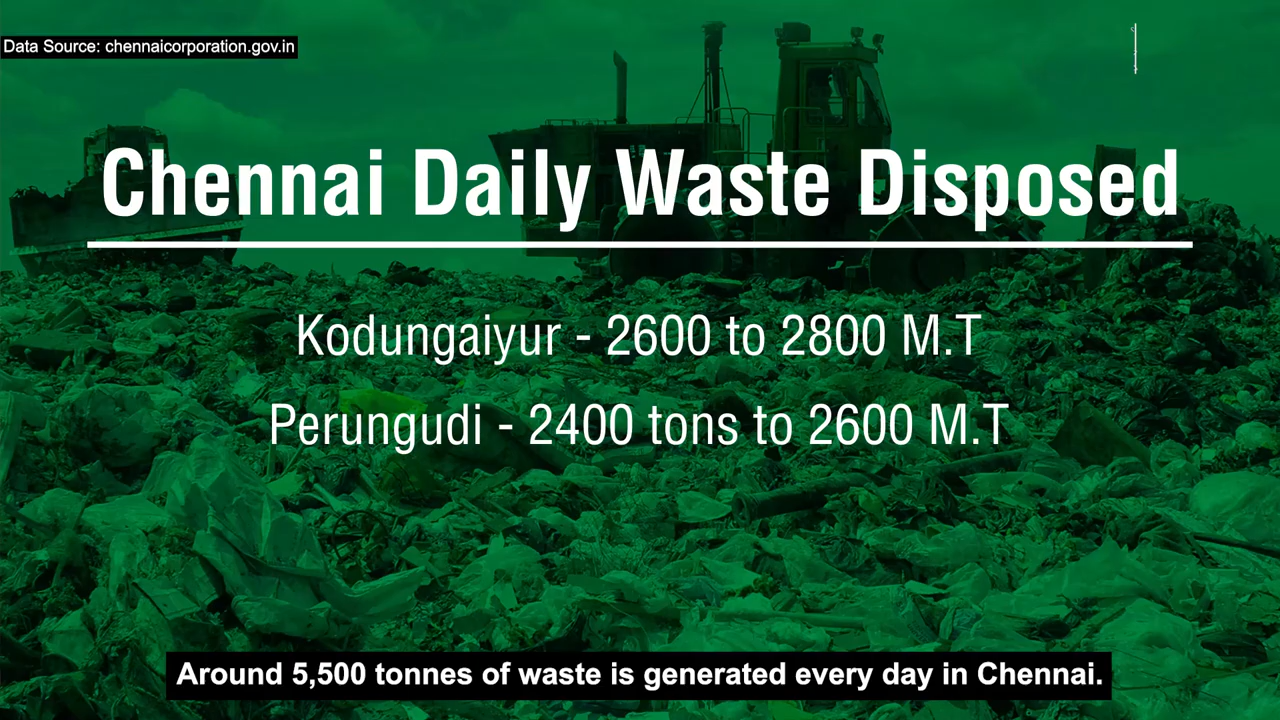 Data Source: chennaicorporation.gov.in
Chennai Daily Waste Disposed
Kodungaiyur - 2600 to 2800 M.T
Perungudi - 2400 tons to 2600 M.T
Around 5,500 tonnes of waste is generated every day in Chennai.